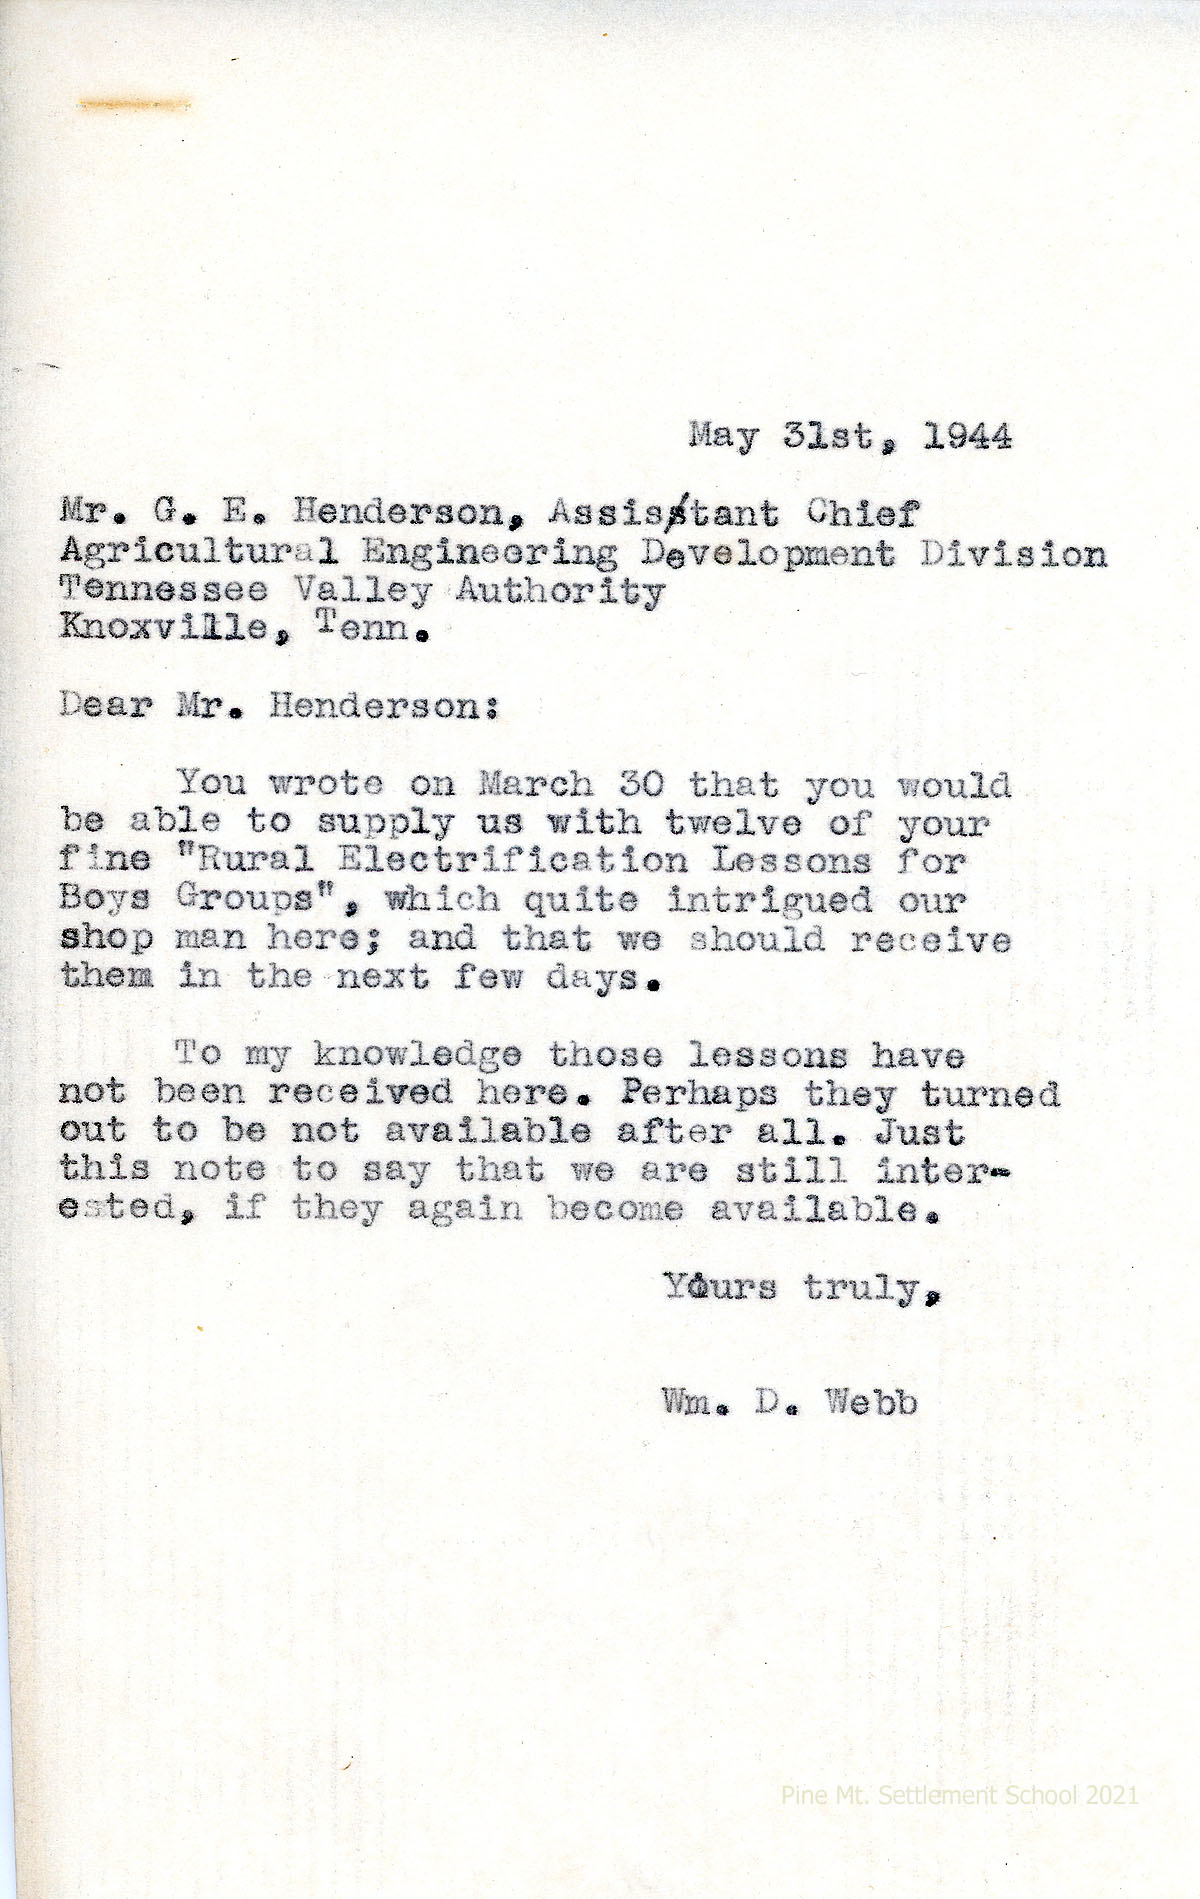 May 31st, 1944
Mr. G. E. Henderson, Assistant Chief
Agricultural Engineering Development Division
Tennessee Valley Authority
Knoxville, Tenn.
Dear Mr. Henderson:
You wrote on March 30 that you would
be able to supply us with twelve of your
fine "Rural Electrification Lessons for
Boys Groups", which quite intrigued our
shop man here; and that we should receive
them in the next few days.
To my knowledge those lessons have
not been received here. Perhaps they turned
out to be not available after all. Just
this note to say that we are still inter-
ested, if they again become available.
Yours truly,
Wm. D. Webb
Pine Mt. Settlement School 2021